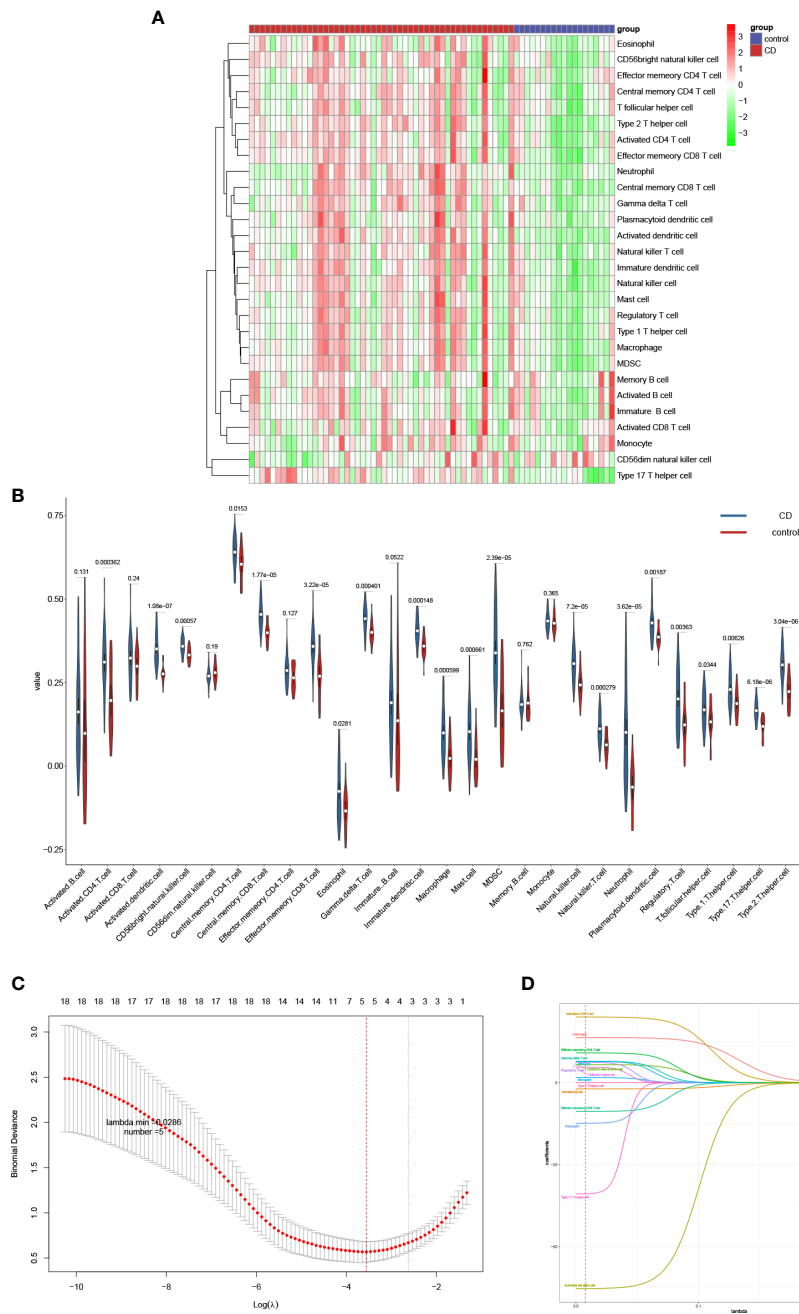 A
group
Eosinophil
CD56bright natural killer cell
Effector memeory CD4 T cell
Central memory CD4 T cell
T follicular helper cell
Type 2 T helper cell
Activated CD4 T cell
Effector memeory CD8 T cell
Neutrophil
Central memory CD8 T cell
Gamma delta T cell
Plasmacytoid dendritic cell
Activated dendritic cell
Natural killer T cell
Immature dendritic cell
Natural killer cell
Mast cell
Regulatory T cell
Type 1 T helper cell
Macrophage
MDSC
Memory B cell
Activated B cell
Immature B cell
Activated CD8 T cell
Monocyte
CD56dim natural killer cell
Type 17 T helper cell
3
2
1
0
−1
−2
−3
group
control
CD
B
value
0.75
0.50
0.25
0.00
−0.25
0.131
0.000362
0.24
1.08e−07
0.00057
0.19
0.0153
1.77e−05
0.127
3.22e−05
0.0281
0.000401
0.0522
0.000148
0.000599
0.000661
2.39e−05
0.762
0.365
7.2e−05
0.000279
3.62e−05
0.00187
0.00363
0.0344
0.00626
6.18e−06
3.04e−06
CD
control
Activated.B.cell
Activated.CD4.T.cell
Activated.CD8.T.cell
Activated.dendritic.cell
CD56bright.natural.killer.cell
CD56dim.natural.killer.cell
Central.memory.CD4.T.cell
Central.memory.CD8.T.cell
Effector.memeory.CD4.T.cell
Effector.memeory.CD8.T.cell
Eosinophil
Gamma.delta.T.cell
Immature..B.cell
Immature.dendritic.cell
Macrophage
Mast.cell
MDSC
Memory.B.cell
Monocyte
Natural.killer.cell
Natural.killer.T.cell
Neutrophil
Plasmacytoid.dendritic.cell
Regulatory.T.cell
T.follicular.helper.cell
Type.1.T.helper.cell
Type.17.T.helper.cell
Type.2.T.helper.cell
C
18 18 18 18 17 17 18 18 18 18 18 18 14 14 11 7 5 5 4 4 3 3 3 1
Binomial Deviance
3.0
2.5
2.0
1.5
1.0
0.5
lambda.min =0.0286
number =5
−10
−8
−6
−4
−2
Log(λ)
D
coefficients
0.0
0.1
lambda